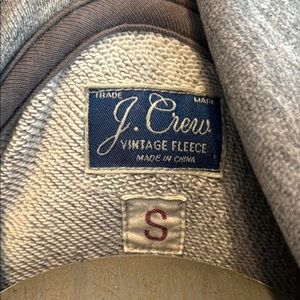 TRADE MARK
J. Crew
VINTAGE FLEECE
MADE IN CHINA
S